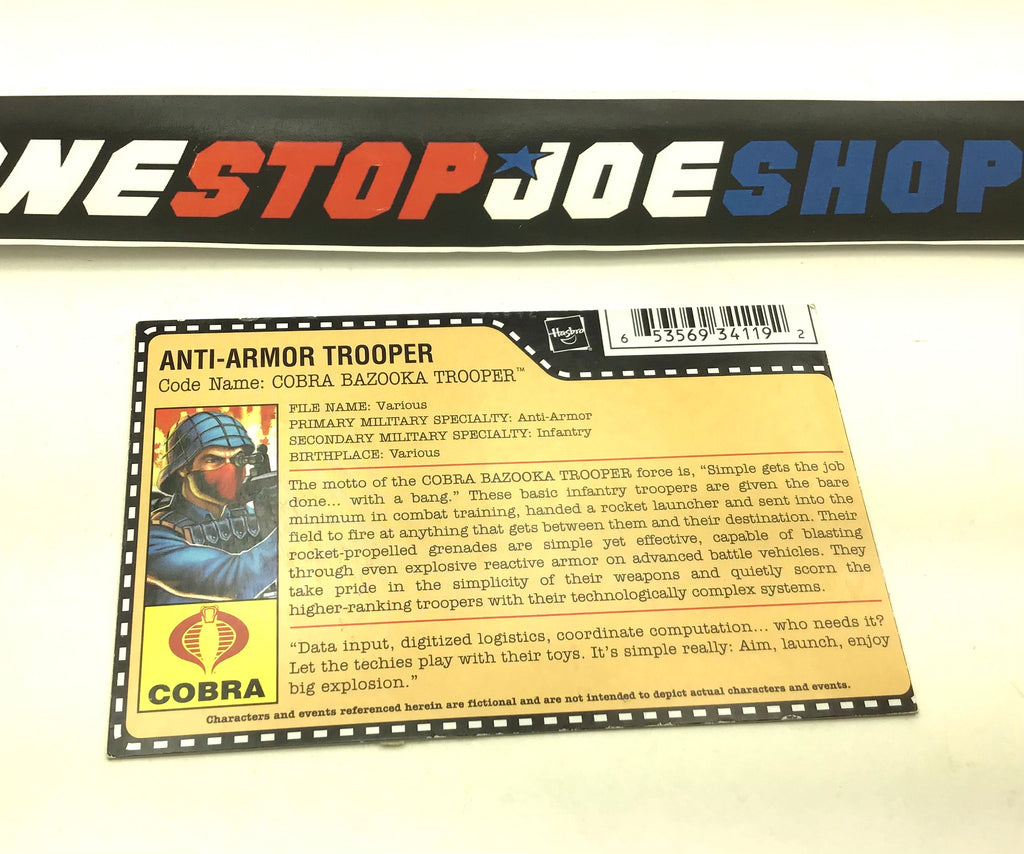 ONE STOP JOE SHOP
Hasbro
6 53569 34119 2
ANTI-ARMOR TROOPER
Code Name: COBRA BAZOOKA TROOPER™
FILE NAME: Various
PRIMARY MILITARY SPECIALTY: Anti-Armor
SECONDARY MILITARY SPECIALTY: Infantry
BIRTHPLACE: Various
The motto of the COBRA BAZOOKA TROOPER force is, “Simple gets the job
done... with a bang.” These basic infantry troopers are given the bare
minimum in combat training, handed a rocket launcher and sent into the
field to fire at anything that gets between them and their destination. Their
rocket-propelled grenades are simple yet effective, capable of blasting
through even explosive reactive armor on advanced battle vehicles. They
take pride in the simplicity of their weapons and quietly scorn the
higher-ranking troopers with their technologically complex systems.
“Data input, digitized logistics, coordinate computation... who needs it?
Let the techies play with their toys. It’s simple really: Aim, launch, enjoy
big explosion.”
COBRA
Characters and events referenced herein are fictional and are not intended to depict actual characters and events.